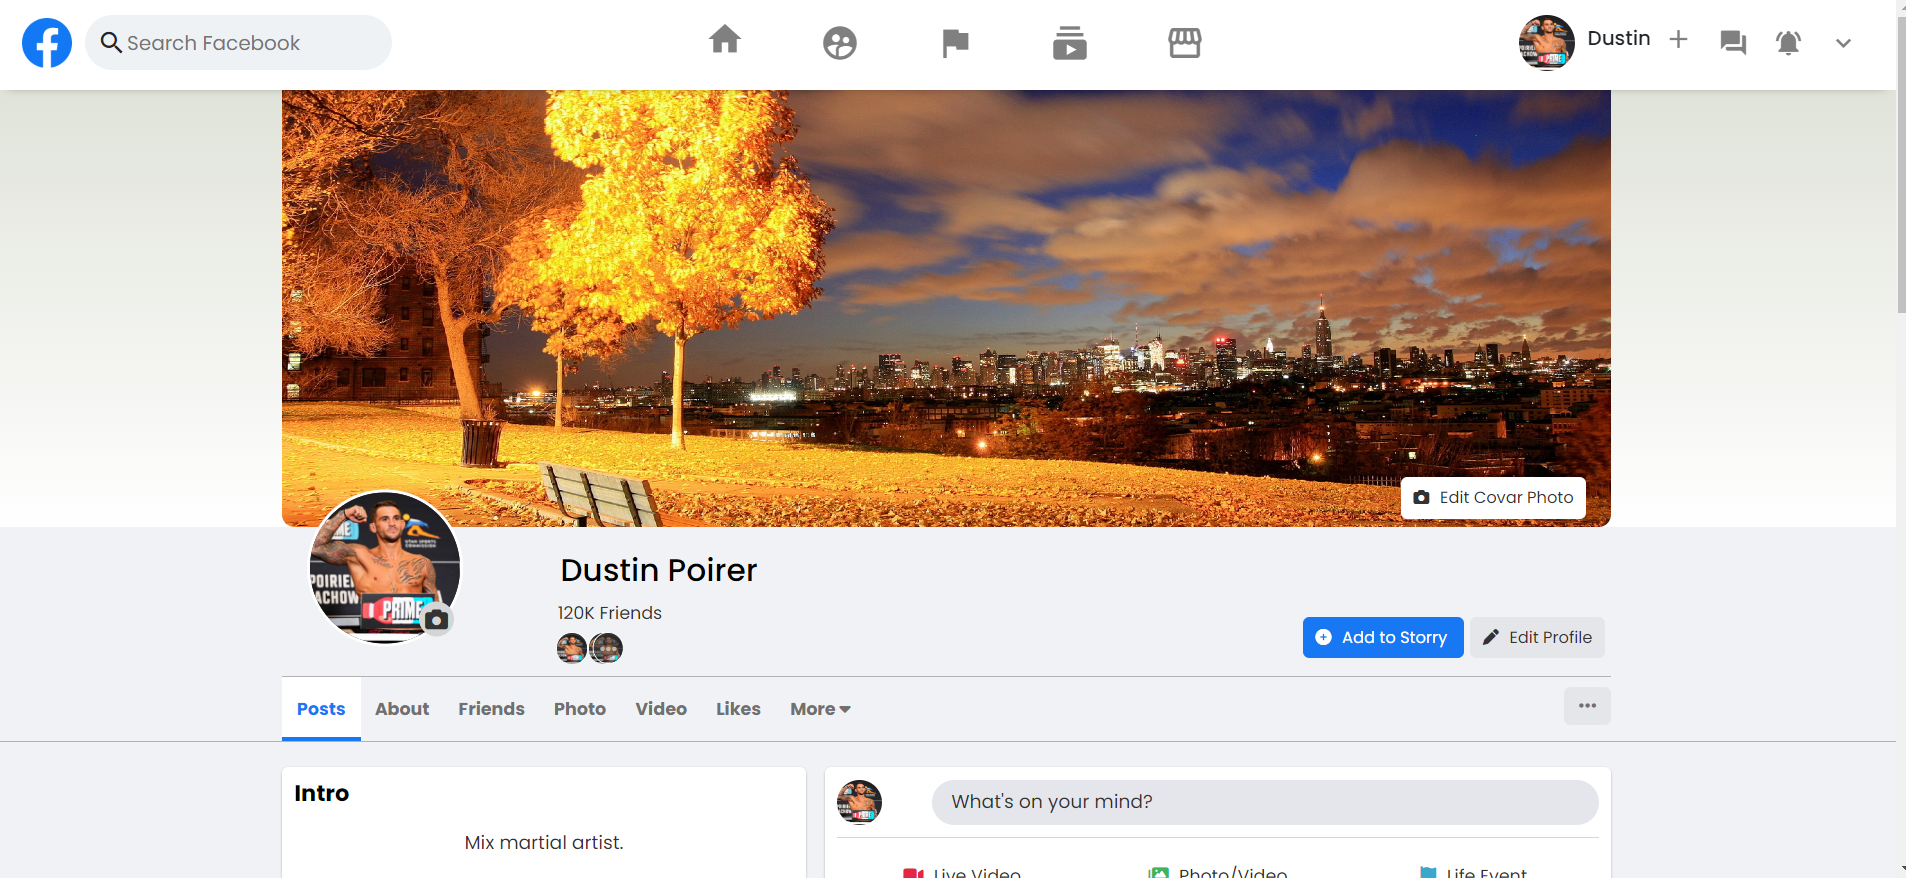 Search Facebook
Dustin
Edit Covar Photo
POIRIE
ACHOW
PRIME
Dustin Poirer
120K Friends
Add to Storry
Edit Profile
Posts About Friends Photo Video Likes More
Intro
Mix martial artist.
What's on your mind?
Live Video Photo/Video Life Event